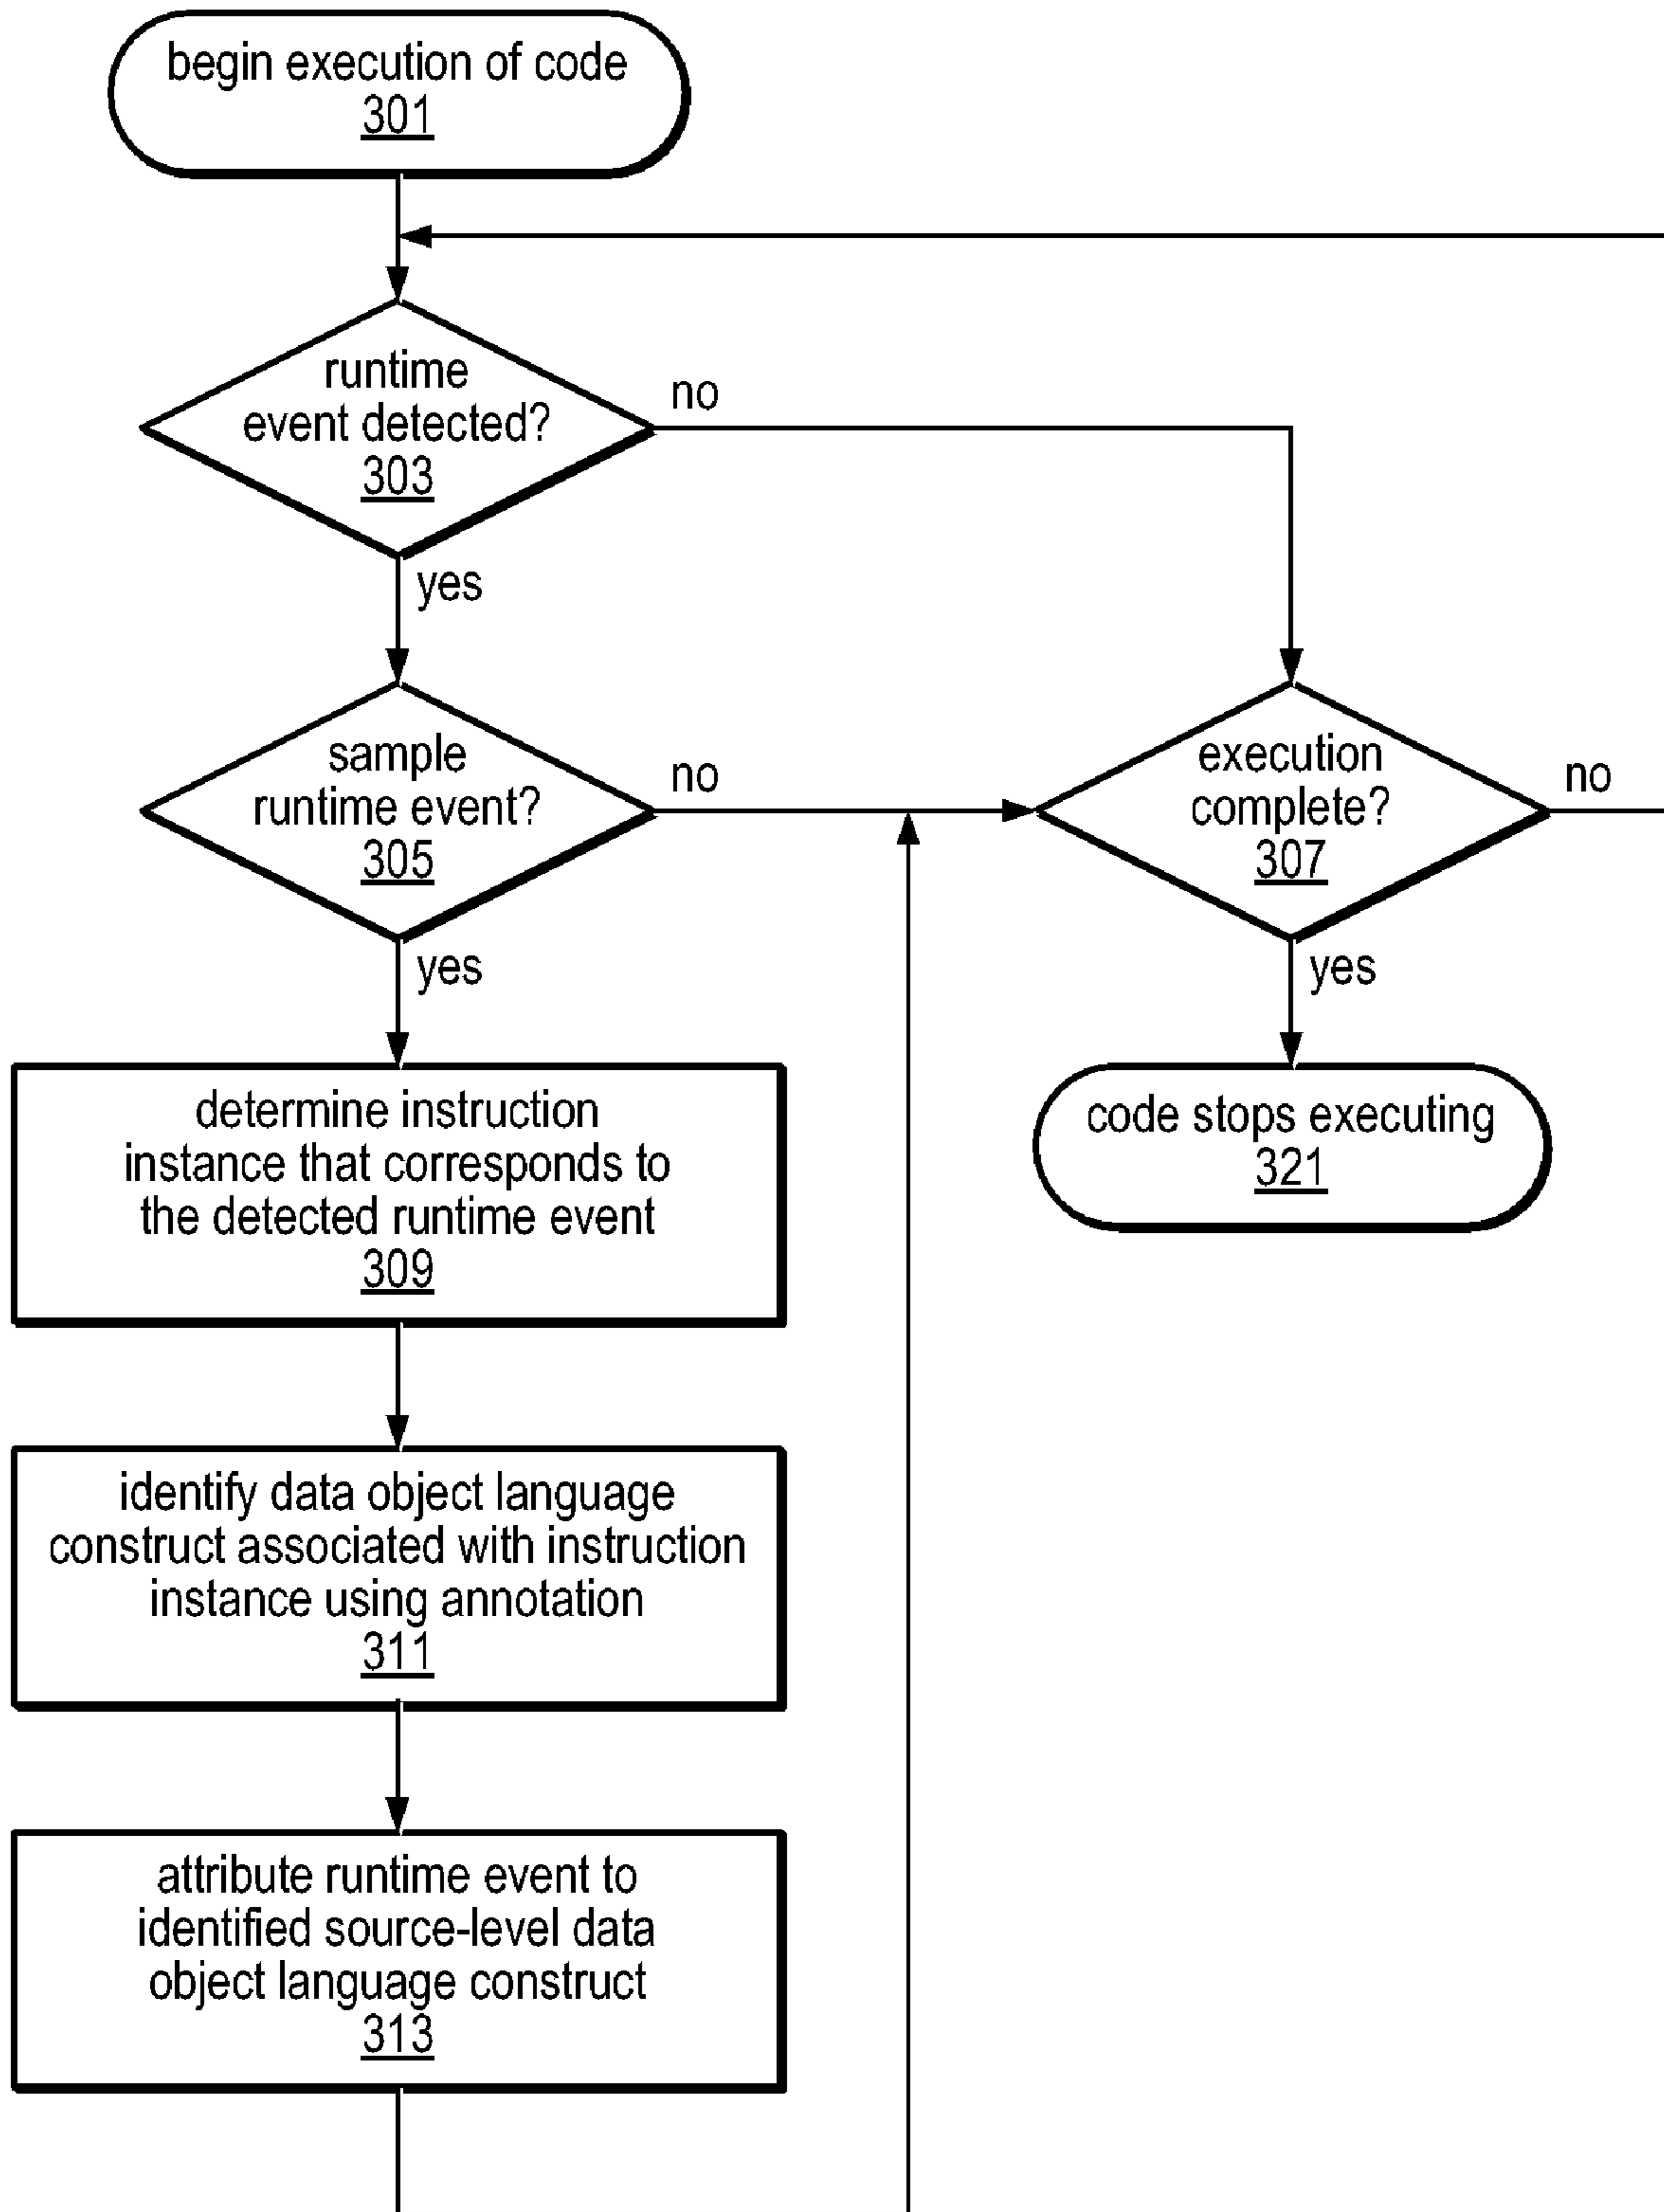 begin execution of code
301
runtime
event detected?
303
no
yes
sample
runtime event?
305
no
yes
execution
complete?
307
no
yes
determine instruction
instance that corresponds to
the detected runtime event
309
code stops executing
321
identify data object language
construct associated with instruction
instance using annotation
311
attribute runtime event to
identified source-level data
object language construct
313